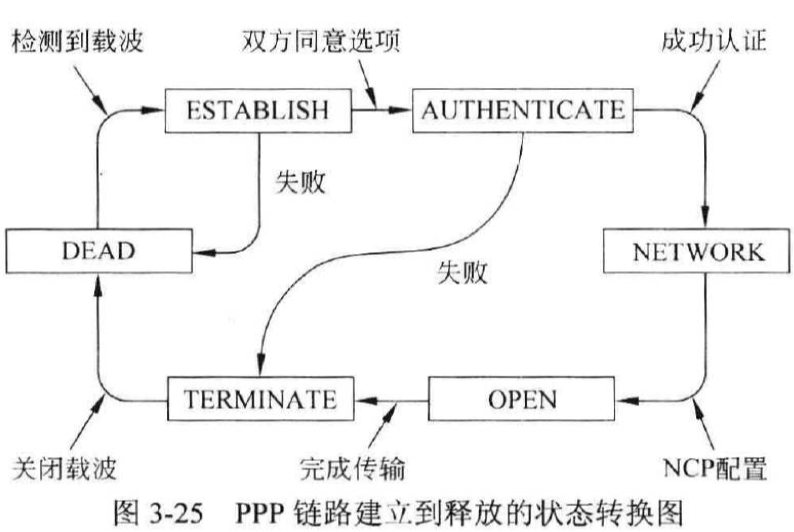 检测到载波
双方同意选项
成功认证
ESTABLISH
AUTHENTICATE
失败
DEAD
NETWORK
失败
TERMINATE
OPEN
关闭载波
完成传输
NCP配置
图 3-25 PPP 链路建立到释放的状态转换图